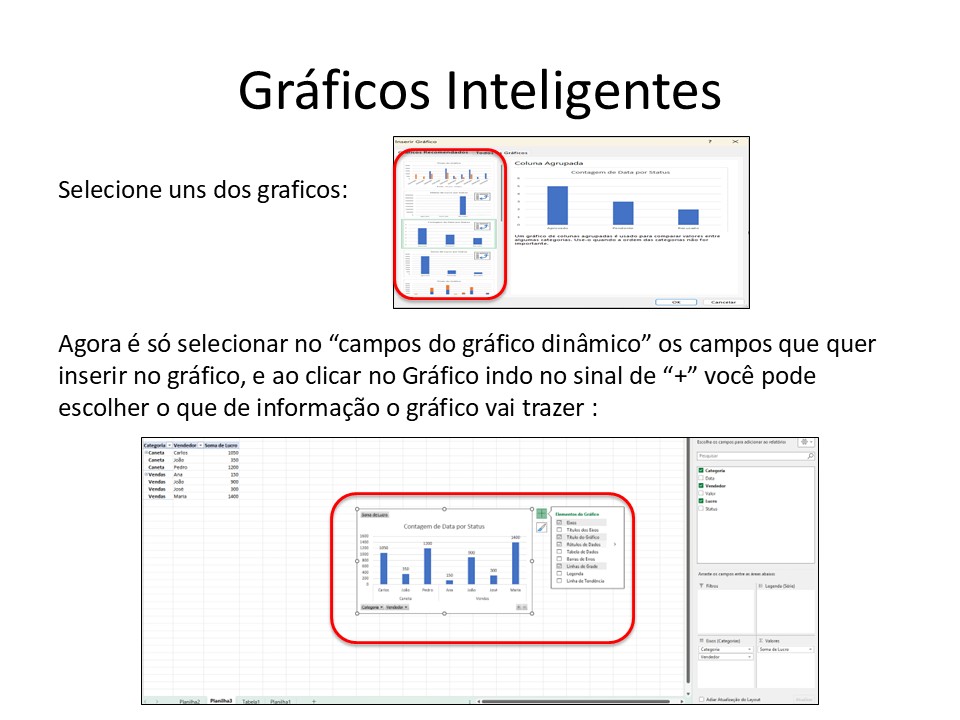 Gráficos Inteligentes
Selecione uns dos graficos:
Inserir Gráfico
? ×
Gráficos Recomendados Todos os Gráficos
Coluna Agrupada
Contagem de Data por Status
Um gráfico de colunas agrupadas é usado para comparar valores entre
algumas categorias. Use-o quando a ordem das categorias não for
importante.
OK Cancelar
Agora é só selecionar no “campos do gráfico dinâmico” os campos que quer
inserir no gráfico, e ao clicar no Gráfico indo no sinal de “+” você pode
escolher o que de informação o gráfico vai trazer :
Categoria Vendedor Soma de Lucro
Caneta Carlos 1050
Caneta João 350
Caneta Pedro 1200
Vendas Ana 150
Vendas João 900
Vendas José 300
Vendas Maria 1400
Soma de Lucro
Contagem de Data por Status
1600
1400
1200
1000
800
600
400
200
0
1050 350 1200 150 900 300 1400
Carlos João Pedro Ana João José Maria
Caneta Vendas
Categoria Vendedor
Elementos do Gráfico
Eixos
Títulos dos Eixos
Título do Gráfico
Rótulos de Dados
Tabela de Dados
Barras de Erros
Linhas de Grade
Legenda
Linha de Tendência
Escolha os campos para adicionar ao relatório:
Pesquisar
Categoria
Data
Vendedor
Valor
Lucro
Status
Arraste os campos entre as áreas abaixo:
Filtros Legenda (Série)
Eixos (Categorias) Σ Valores
Categoria Soma de Lucro
Vendedor
Adiar Atualização do Layout
Planilha2 Planilha3 Tabela1 Planilha1 +